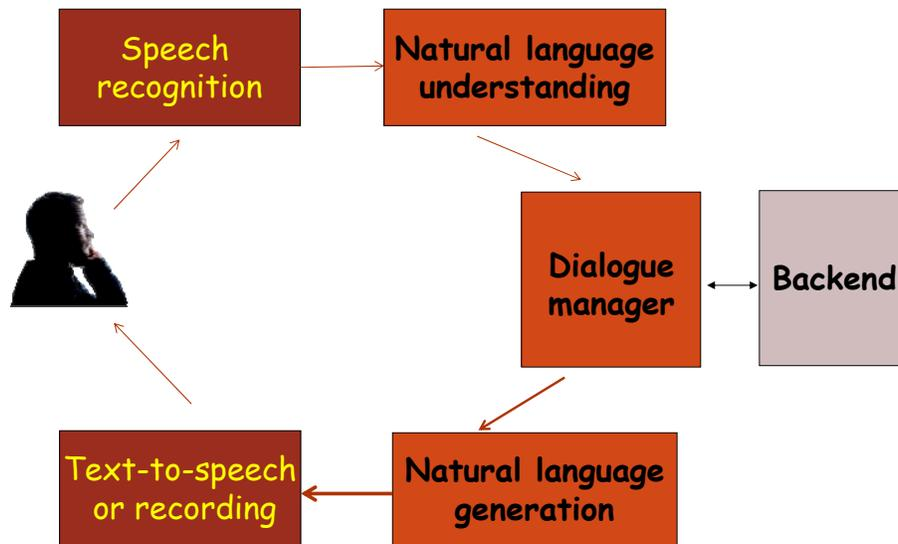 Speech
recognition
Natural language
understanding
Dialogue
manager
Backend
Natural language
generation
Text-to-speech
or recording